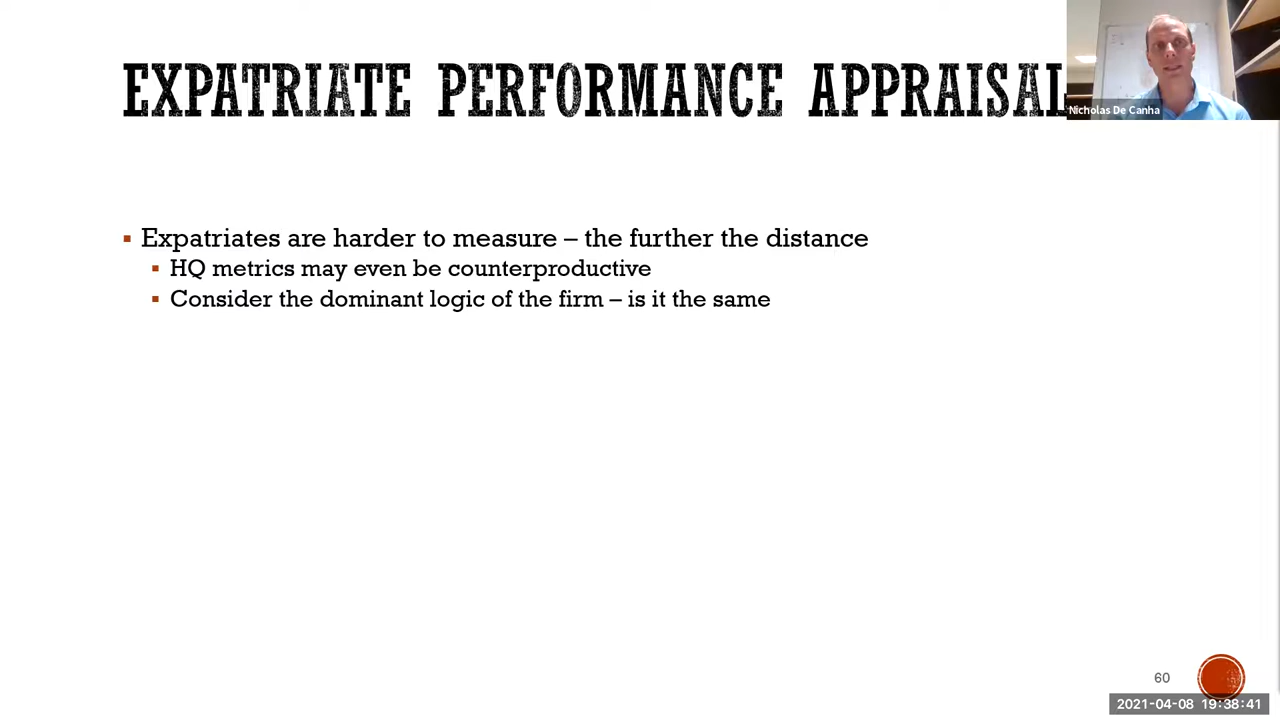 EXPATRIATE PERFORMANCE APPRAISAL
Nicholas De Canha
▪ Expatriates are harder to measure – the further the distance
▪ HQ metrics may even be counterproductive
▪ Consider the dominant logic of the firm – is it the same
60
2021-04-08 19:38:41